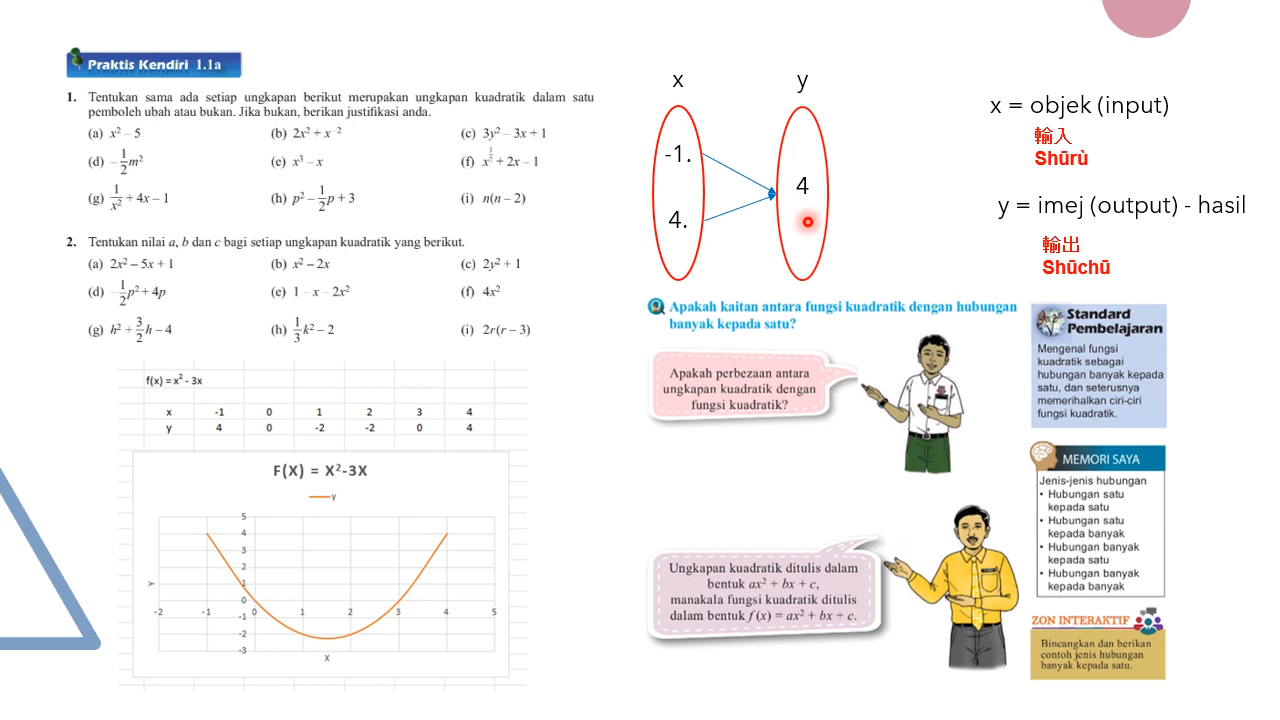 Praktis Kendiri 1.1a
1. Tentukan sama ada setiap ungkapan berikut merupakan ungkapan kuadratik dalam satu
pemboleh ubah atau bukan. Jika bukan, berikan justifikasi anda.
(a) x² – 5 (b) 2x² + x⁻² (c) 3y² – 3x + 1
(d) –1/2 m² (e) x³ – x (f) x^(1/2) + 2x – 1
(g) 1/x² + 4x – 1 (h) p² – 1/2 p + 3 (i) n(n – 2)
2. Tentukan nilai a, b dan c bagi setiap ungkapan kuadratik yang berikut.
(a) 2x² – 5x + 1 (b) x² – 2x (c) 2y² + 1
(d) –1/2 p² + 4p (e) 1 – x – 2x² (f) 4x²
(g) h² + 3/2 h – 4 (h) 1/3 k² – 2 (i) 2r(r – 3)
f(x) = x² - 3x
x -1 0 1 2 3 4
y 4 0 -2 -2 0 4
F(X) = X²-3X
y
5
4
3
2
1
0
-1
-2
-3
-2 -1 0 1 2 3 4 5
Y
X
x y
-1.
4.
4
x = objek (input)
輸入
Shūrù
y = imej (output) - hasil
輸出
Shūchū
Apakah kaitan antara fungsi kuadratik dengan hubungan
banyak kepada satu?
Apakah perbezaan antara
ungkapan kuadratik dengan
fungsi kuadratik?
Ungkapan kuadratik ditulis dalam
bentuk ax² + bx + c,
manakala fungsi kuadratik ditulis
dalam bentuk f (x) = ax² + bx + c.
Standard
Pembelajaran
Mengenal fungsi
kuadratik sebagai
hubungan banyak kepada
satu, dan seterusnya
memerihalkan ciri-ciri
fungsi kuadratik.
MEMORI SAYA
Jenis-jenis hubungan
• Hubungan satu
kepada satu
• Hubungan satu
kepada banyak
• Hubungan banyak
kepada satu
• Hubungan banyak
kepada banyak
ZON INTERAKTIF
Bincangkan dan berikan
contoh jenis hubungan
banyak kepada satu.